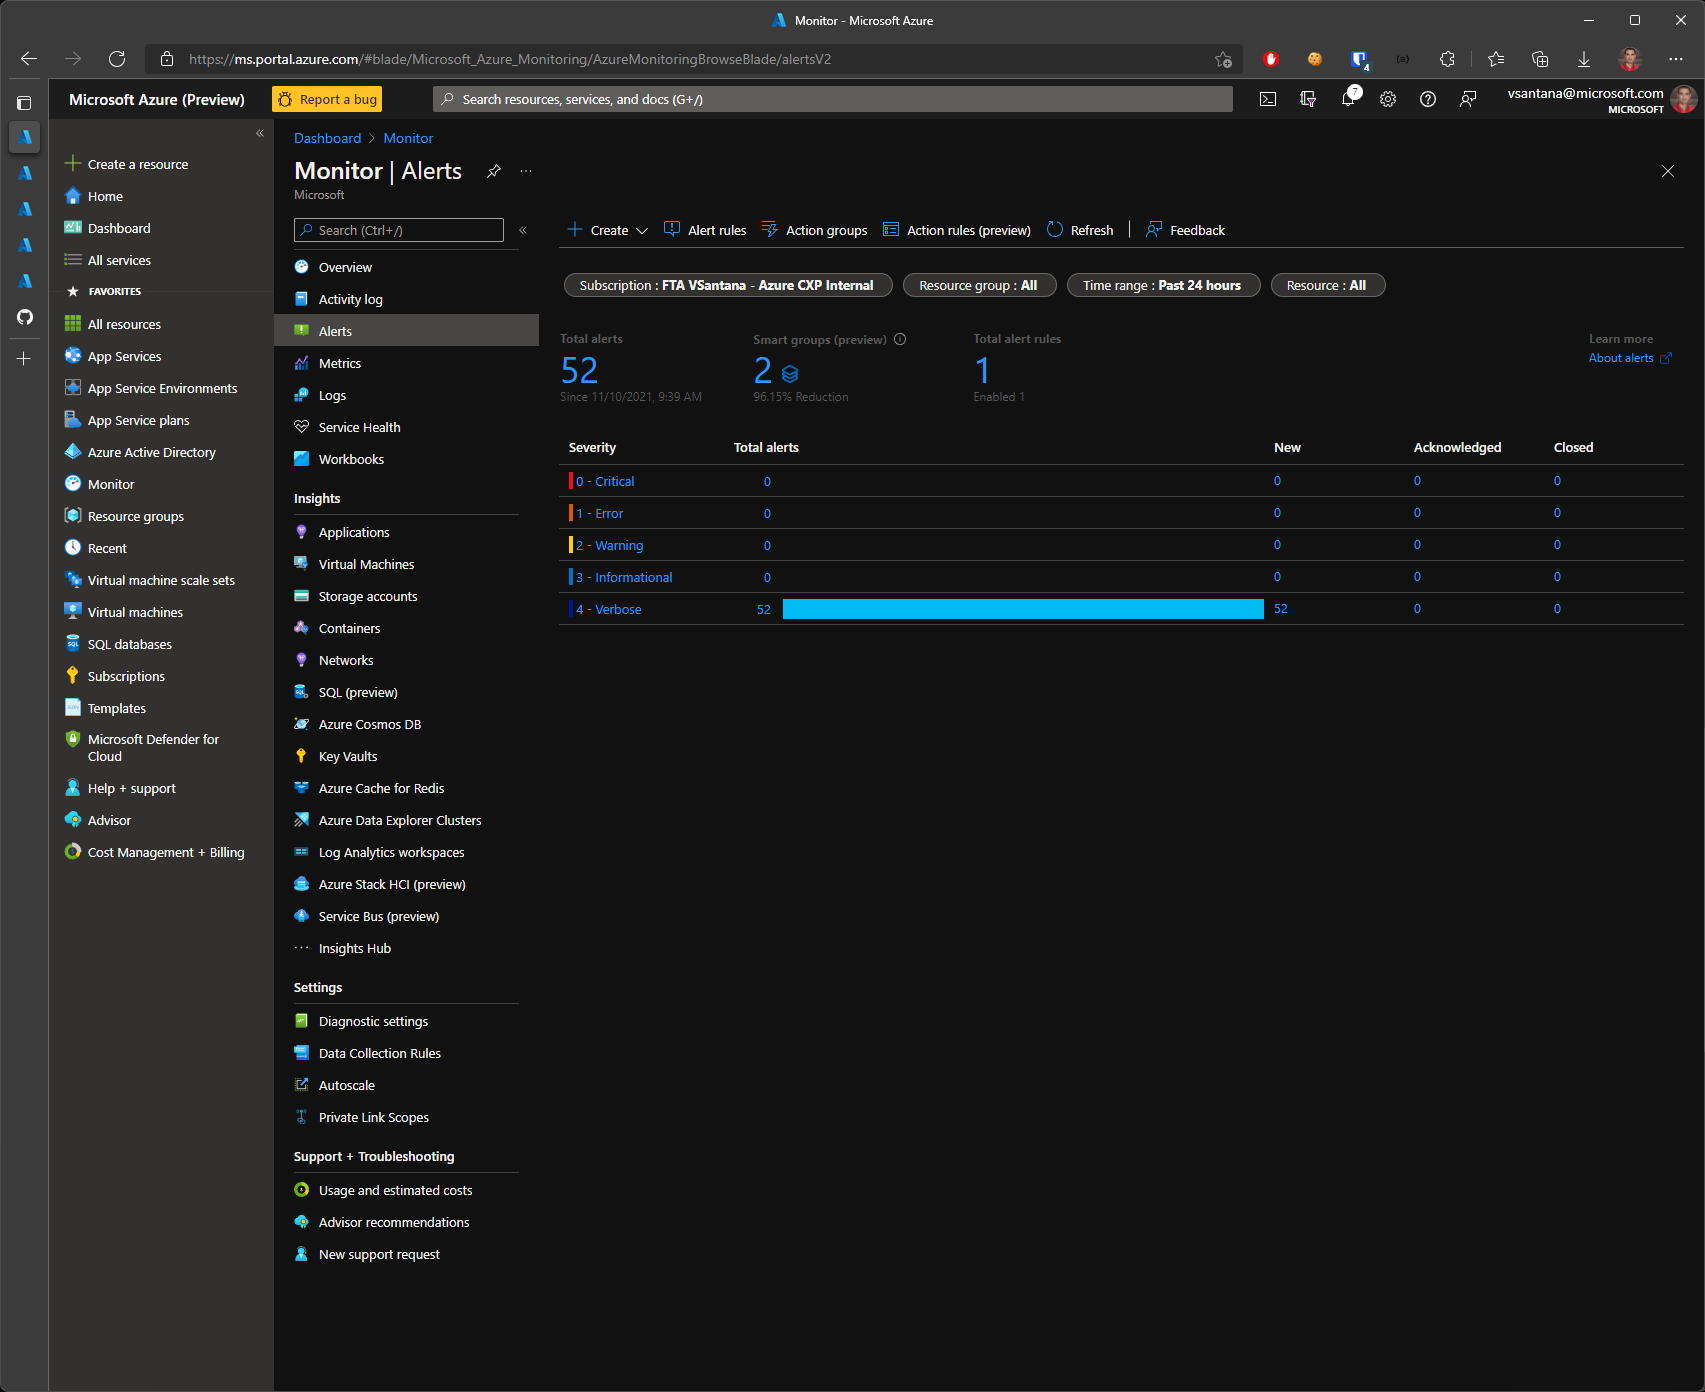 Monitor - Microsoft Azure
https://ms.portal.azure.com/#blade/Microsoft_Azure_Monitoring/AzureMonitoringBrowseBlade/alertsV2
4
Microsoft Azure (Preview)
Report a bug
Search resources, services, and docs (G+/)
7
vsantana@microsoft.com
MICROSOFT
Create a resource
Home
Dashboard
All services
FAVORITES
All resources
App Services
App Service Environments
App Service plans
Azure Active Directory
Monitor
Resource groups
Recent
Virtual machine scale sets
Virtual machines
SQL databases
Subscriptions
Templates
Microsoft Defender for
Cloud
Help + support
Advisor
Cost Management + Billing
Dashboard > Monitor
Monitor | Alerts
Microsoft
Search (Ctrl+/)
Overview
Activity log
Alerts
Metrics
Logs
Service Health
Workbooks
Insights
Applications
Virtual Machines
Storage accounts
Containers
Networks
SQL (preview)
Azure Cosmos DB
Key Vaults
Azure Cache for Redis
Azure Data Explorer Clusters
Log Analytics workspaces
Azure Stack HCI (preview)
Service Bus (preview)
Insights Hub
Settings
Diagnostic settings
Data Collection Rules
Autoscale
Private Link Scopes
Support + Troubleshooting
Usage and estimated costs
Advisor recommendations
New support request
Create Alert rules Action groups Action rules (preview) Refresh Feedback
Subscription : FTA VSantana - Azure CXP Internal Resource group : All Time range : Past 24 hours Resource : All
Total alerts
52
Since 11/10/2021, 9:39 AM
Smart groups (preview)
2
96.15% Reduction
Total alert rules
1
Enabled 1
Learn more
About alerts
Severity Total alerts New Acknowledged Closed
0 - Critical 0 0 0 0
1 - Error 0 0 0 0
2 - Warning 0 0 0 0
3 - Informational 0 0 0 0
4 - Verbose 52 52 0 0